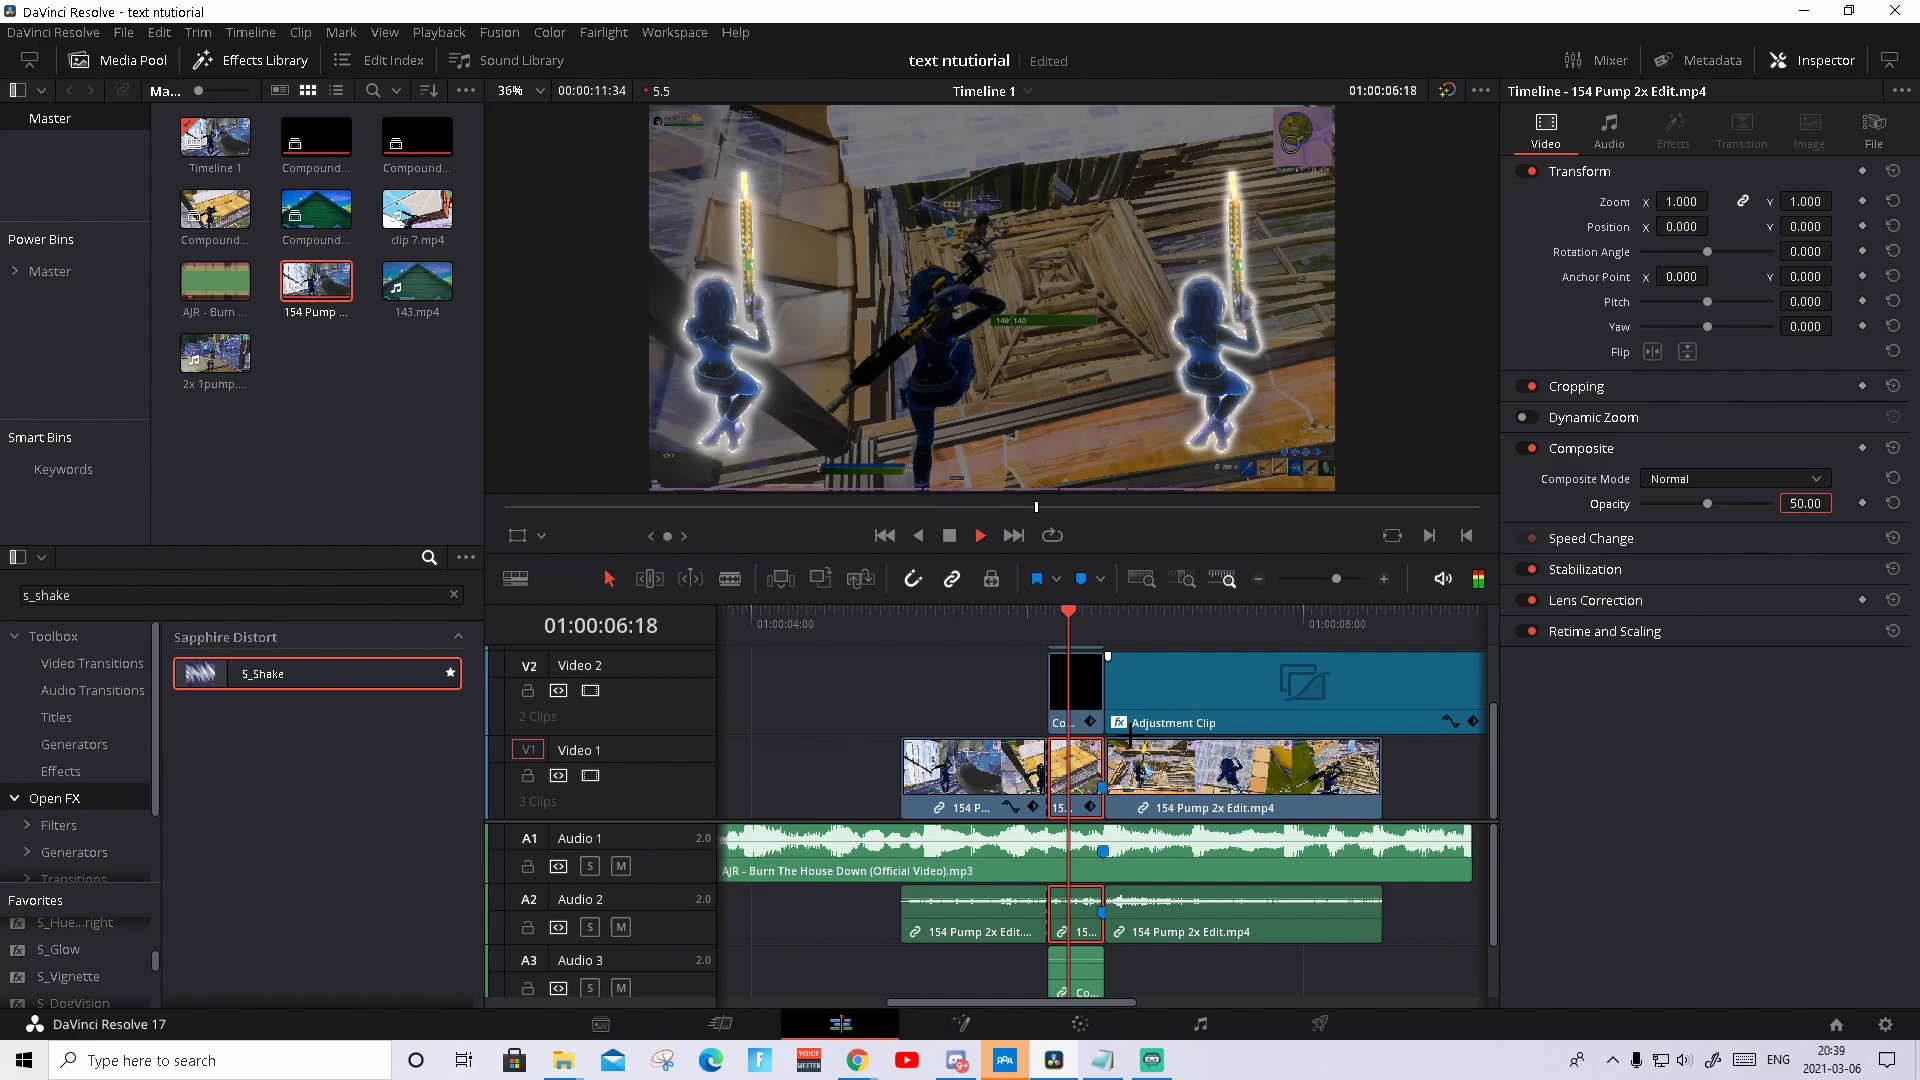 DaVinci Resolve - text ntutiorial
DaVinci Resolve File Edit Trim Timeline Clip Mark View Playback Fusion Color Fairlight Workspace Help
Media Pool Effects Library Edit Index Sound Library text ntutiorial Edited Mixer Metadata Inspector
Ma... 36% 00:00:11:34 5.5 Timeline 1 01:00:06:18 Timeline - 154 Pump 2x Edit.mp4
Master
Power Bins
Master
Smart Bins
Keywords
Timeline 1 Compound... Compound...
Compound... Compound... clip 7.mp4
AJR - Burn ... 154 Pump ... 143.mp4
2x 1pump....
Video Audio Effects Transition Image File
Transform
Zoom X 1.000 Y 1.000
Position X 0.000 Y 0.000
Rotation Angle 0.000
Anchor Point X 0.000 Y 0.000
Pitch 0.000
Yaw 0.000
Flip
Cropping
Dynamic Zoom
Composite
Composite Mode Normal
Opacity 50.00
Speed Change
Stabilization
Lens Correction
Retime and Scaling
s_shake
Toolbox
Video Transitions
Audio Transitions
Titles
Generators
Effects
Open FX
Filters
Generators
Transitions
Favorites
S_Hue...right
S_Glow
S_Vignette
S_DogVision
Sapphire Distort
S_Shake
01:00:06:18 01:00:04:00 01:00:08:00
V2 Video 2
2 Clips
Co... fx Adjustment Clip
V1 Video 1
3 Clips
154 P... 15... 154 Pump 2x Edit.mp4
A1 Audio 1 2.0
S M
AJR - Burn The House Down (Official Video).mp3
A2 Audio 2 2.0
S M
154 Pump 2x Edit.... 15... 154 Pump 2x Edit.mp4
A3 Audio 3 2.0
S M
Co...
DaVinci Resolve 17
Type here to search
VOICE
MEETER
9+
ENG
20:39
2021-03-06